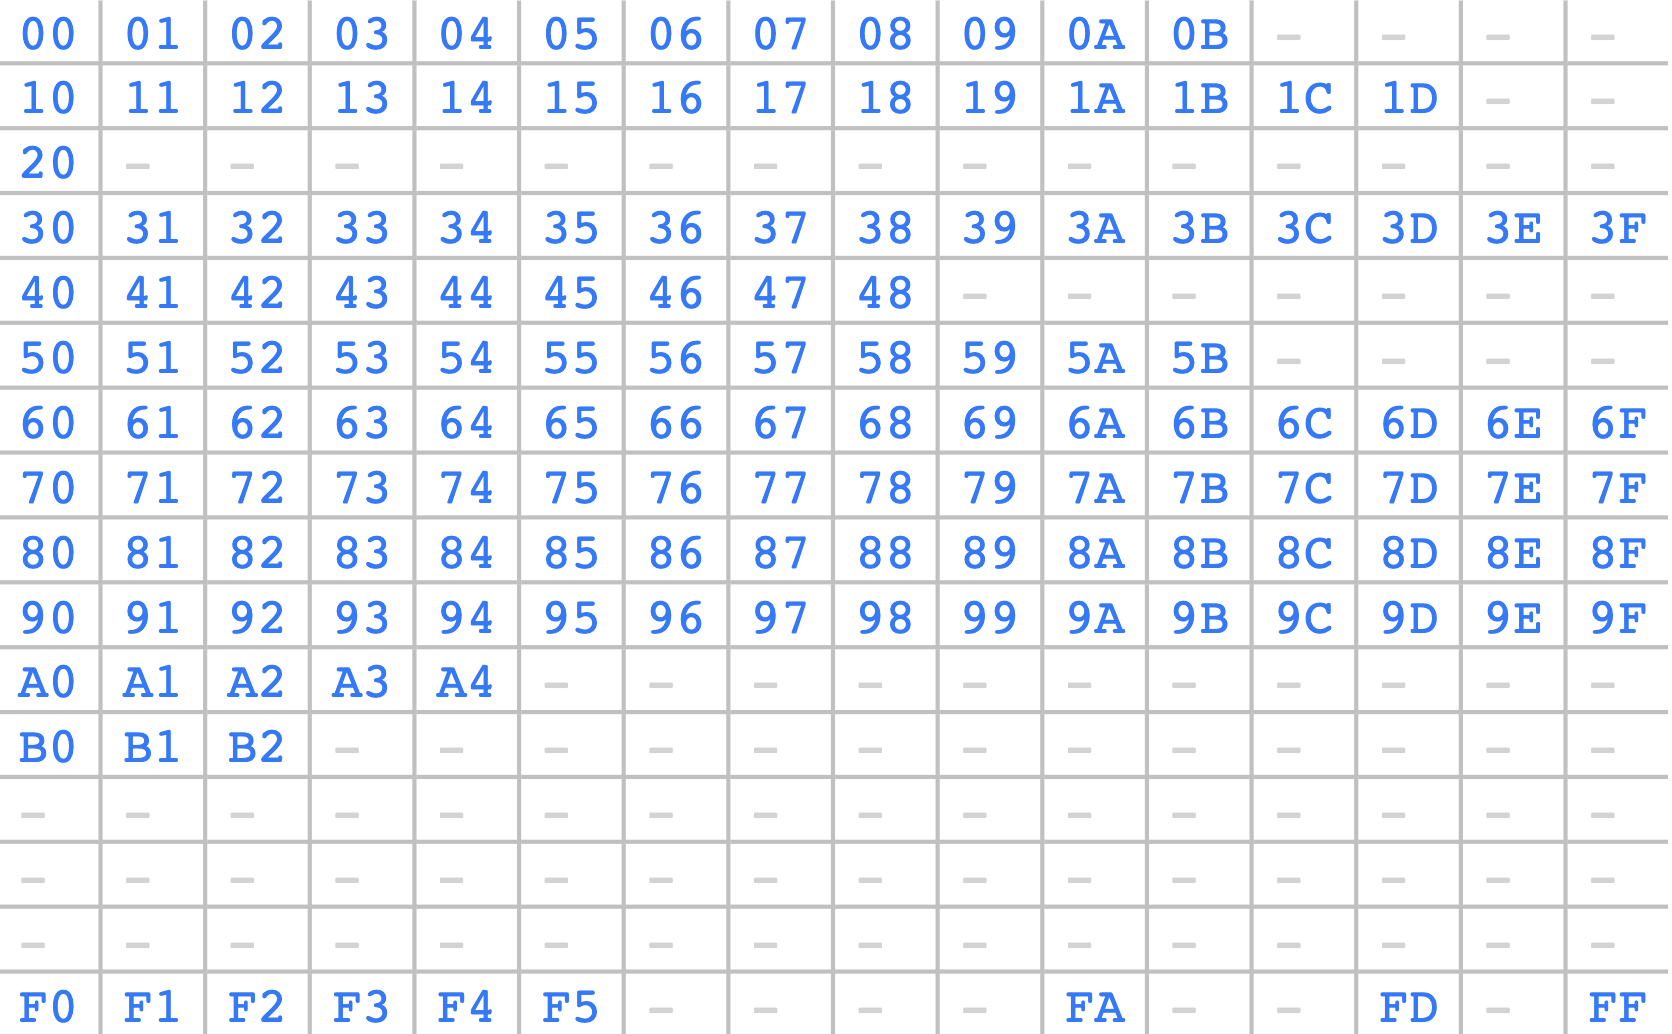 00 01 02 03 04 05 06 07 08 09 0A 0B – – – –
10 11 12 13 14 15 16 17 18 19 1A 1B 1C 1D – –
20 – – – – – – – – – – – – – – –
30 31 32 33 34 35 36 37 38 39 3A 3B 3C 3D 3E 3F
40 41 42 43 44 45 46 47 48 – – – – – – –
50 51 52 53 54 55 56 57 58 59 5A 5B – – – –
60 61 62 63 64 65 66 67 68 69 6A 6B 6C 6D 6E 6F
70 71 72 73 74 75 76 77 78 79 7A 7B 7C 7D 7E 7F
80 81 82 83 84 85 86 87 88 89 8A 8B 8C 8D 8E 8F
90 91 92 93 94 95 96 97 98 99 9A 9B 9C 9D 9E 9F
A0 A1 A2 A3 A4 – – – – – – – – – – –
B0 B1 B2 – – – – – – – – – – – – –
– – – – – – – – – – – – – – – –
– – – – – – – – – – – – – – – –
– – – – – – – – – – – – – – – –
F0 F1 F2 F3 F4 F5 – – – – FA – – FD – FF